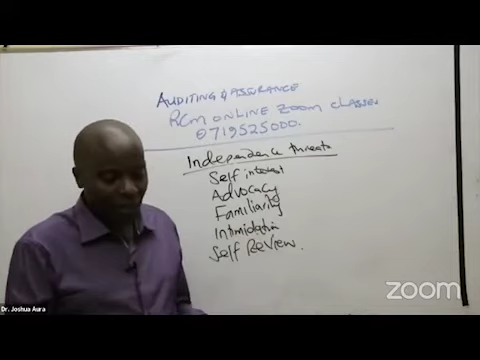 AUDITING & ASSURANCE
RCM ONLINE ZOOM classes
0719525000.
Independence threats
Self interest
Advocacy
Familiarity
Intimidation
Self Review.
zoom
Dr. Joshua Aura